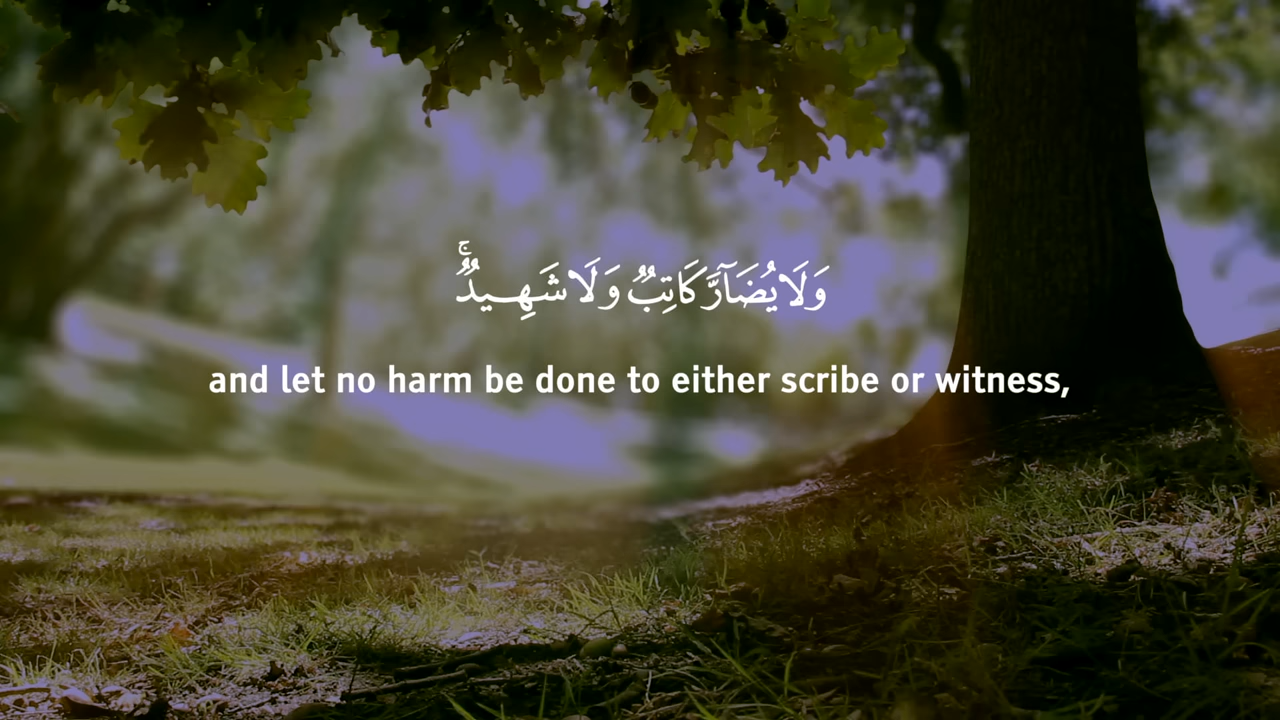 وَلَا يُضَآرَّ كَاتِبٌ وَلَا شَهِيدٌ ۚ
and let no harm be done to either scribe or witness,